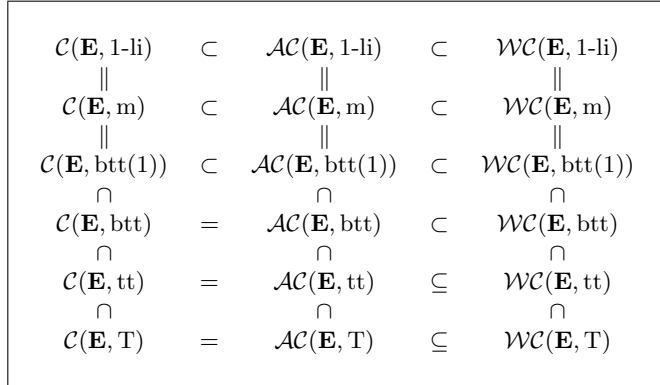 𝒞(𝐄, 1-li) ⊂ 𝒜𝒞(𝐄, 1-li) ⊂ 𝒲𝒞(𝐄, 1-li)
∥ ∥ ∥
𝒞(𝐄, m) ⊂ 𝒜𝒞(𝐄, m) ⊂ 𝒲𝒞(𝐄, m)
∥ ∥ ∥
𝒞(𝐄, btt(1)) ⊂ 𝒜𝒞(𝐄, btt(1)) ⊂ 𝒲𝒞(𝐄, btt(1))
∩ ∩ ∩
𝒞(𝐄, btt) = 𝒜𝒞(𝐄, btt) ⊂ 𝒲𝒞(𝐄, btt)
∩ ∩ ∩
𝒞(𝐄, tt) = 𝒜𝒞(𝐄, tt) ⊆ 𝒲𝒞(𝐄, tt)
∩ ∩ ∩
𝒞(𝐄, T) = 𝒜𝒞(𝐄, T) ⊆ 𝒲𝒞(𝐄, T)